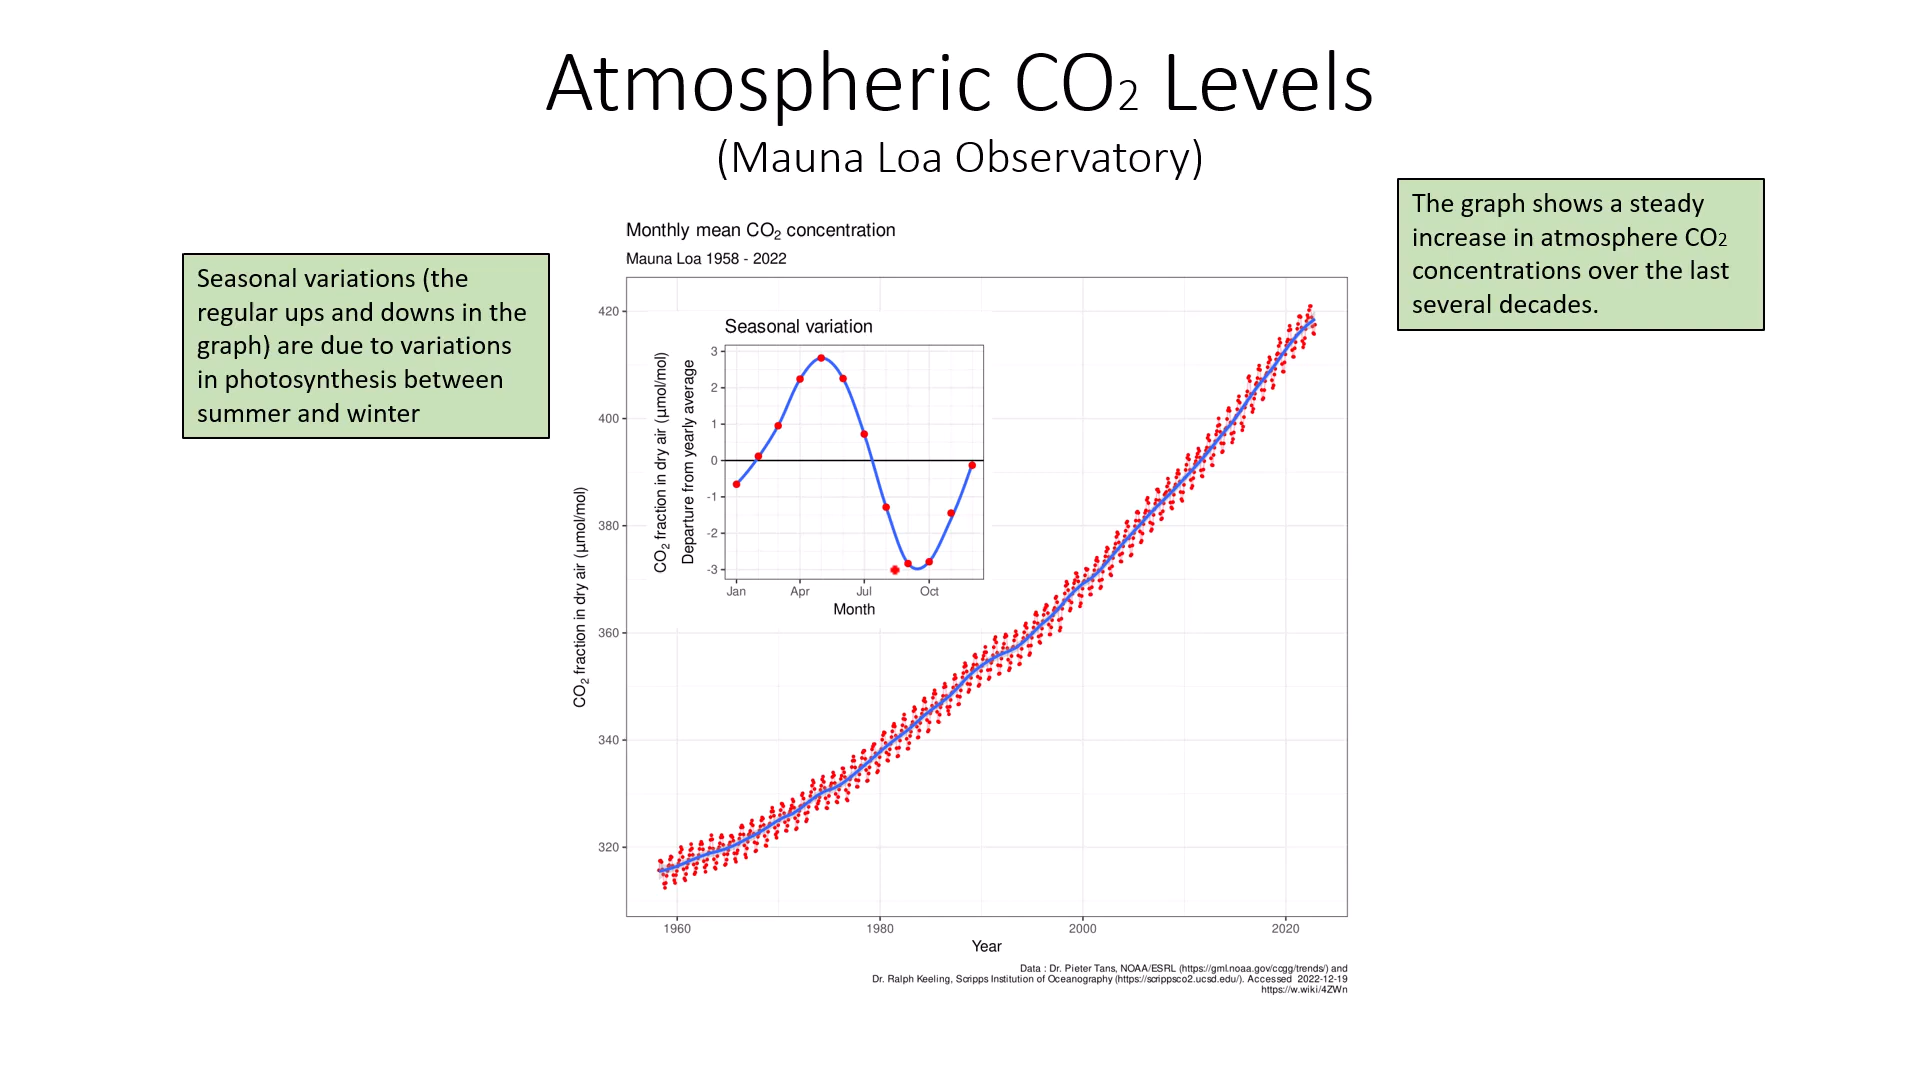 Atmospheric CO2 Levels
(Mauna Loa Observatory)
Seasonal variations (the
regular ups and downs in the
graph) are due to variations
in photosynthesis between
summer and winter
The graph shows a steady
increase in atmosphere CO2
concentrations over the last
several decades.
Monthly mean CO2 concentration
Mauna Loa 1958 - 2022
CO2 fraction in dry air (µmol/mol)
420
400
380
360
340
320
Seasonal variation
CO2 fraction in dry air (µmol/mol)
Departure from yearly average
3
2
1
0
-1
-2
-3
Jan Apr Jul Oct
Month
1960 1980 2000 2020
Year
Data : Dr. Pieter Tans, NOAA/ESRL (https://gml.noaa.gov/ccgg/trends/) and
Dr. Ralph Keeling, Scripps Institution of Oceanography (https://scrippsco2.ucsd.edu/). Accessed 2022-12-19
https://w.wiki/4ZWn